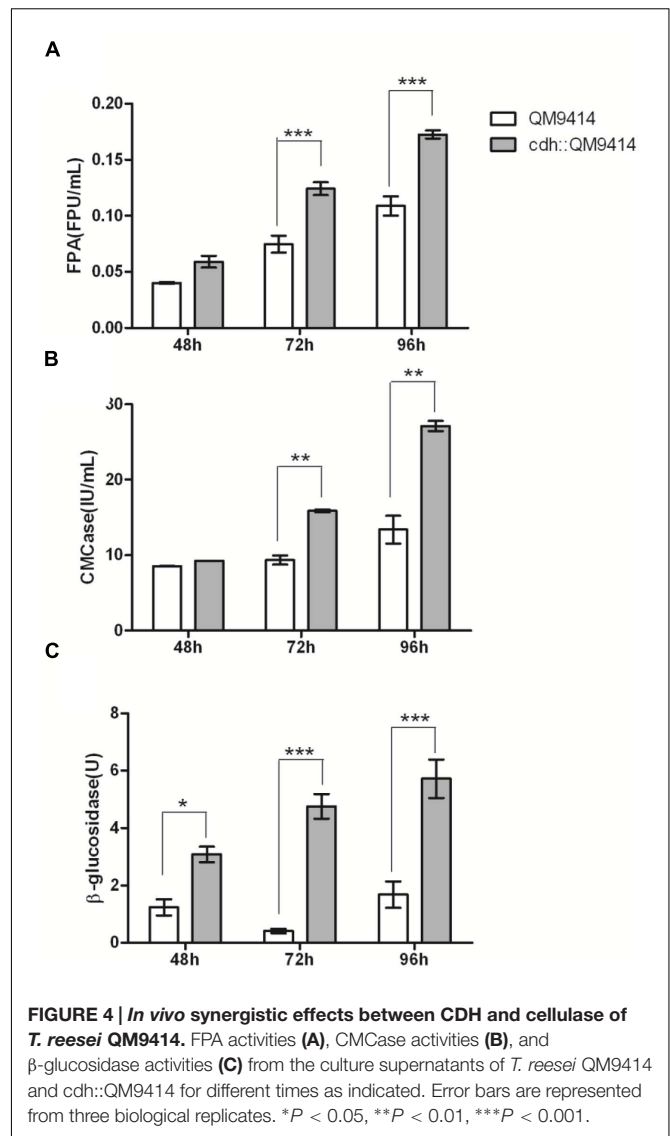 A
FPA(FPU/mL)
0.20
0.15
0.10
0.05
0.00
***
***
QM9414
cdh::QM9414
48h 72h 96h
B
CMCase(IU/mL)
30
20
10
0
**
**
48h 72h 96h
C
β-glucosidase(U)
8
6
4
2
0
*
***
***
48h 72h 96h
FIGURE 4 | In vivo synergistic effects between CDH and cellulase of
T. reesei QM9414. FPA activities (A), CMCase activities (B), and
β-glucosidase activities (C) from the culture supernatants of T. reesei QM9414
and cdh::QM9414 for different times as indicated. Error bars are represented
from three biological replicates. *P < 0.05, **P < 0.01, ***P < 0.001.